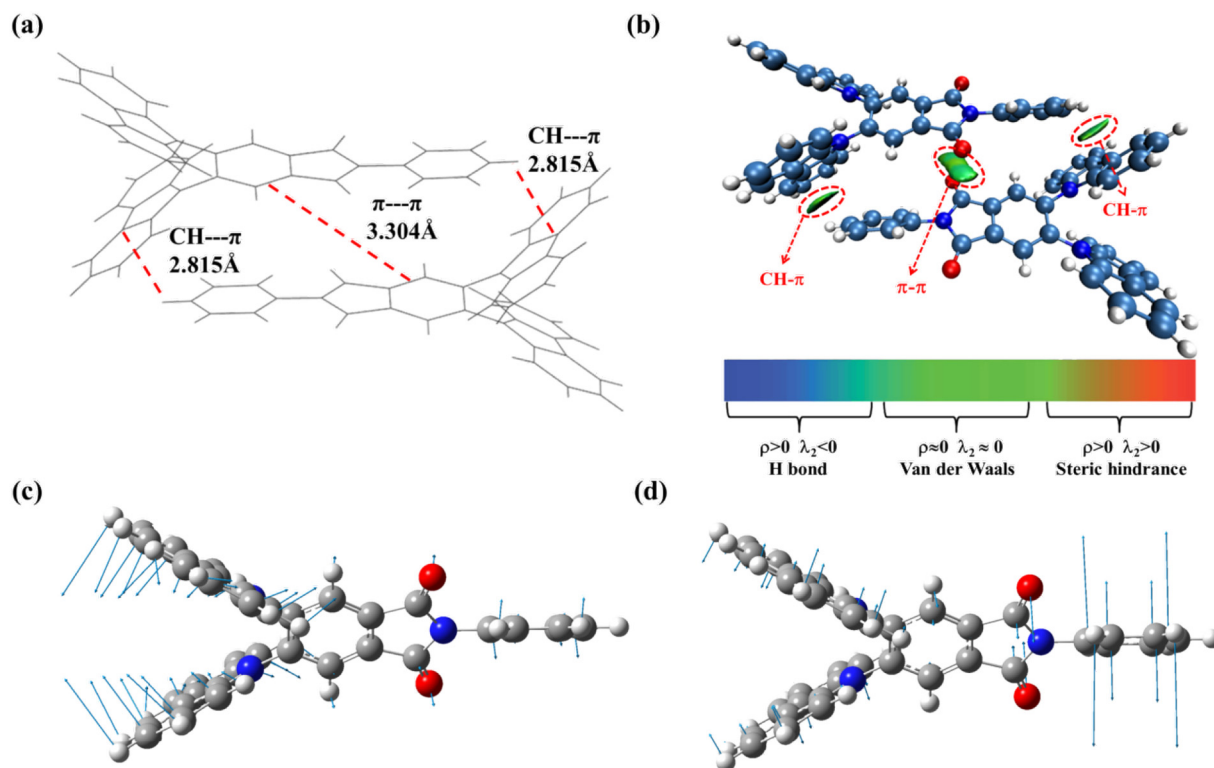 (a)
CH---π
2.815Å
π---π
3.304Å
CH---π
2.815Å
(b)
CH-π
π-π
CH-π
ρ>0 λ₂<0
H bond
ρ≈0 λ₂≈ 0
Van der Waals
ρ>0 λ₂>0
Steric hindrance
(c)
(d)